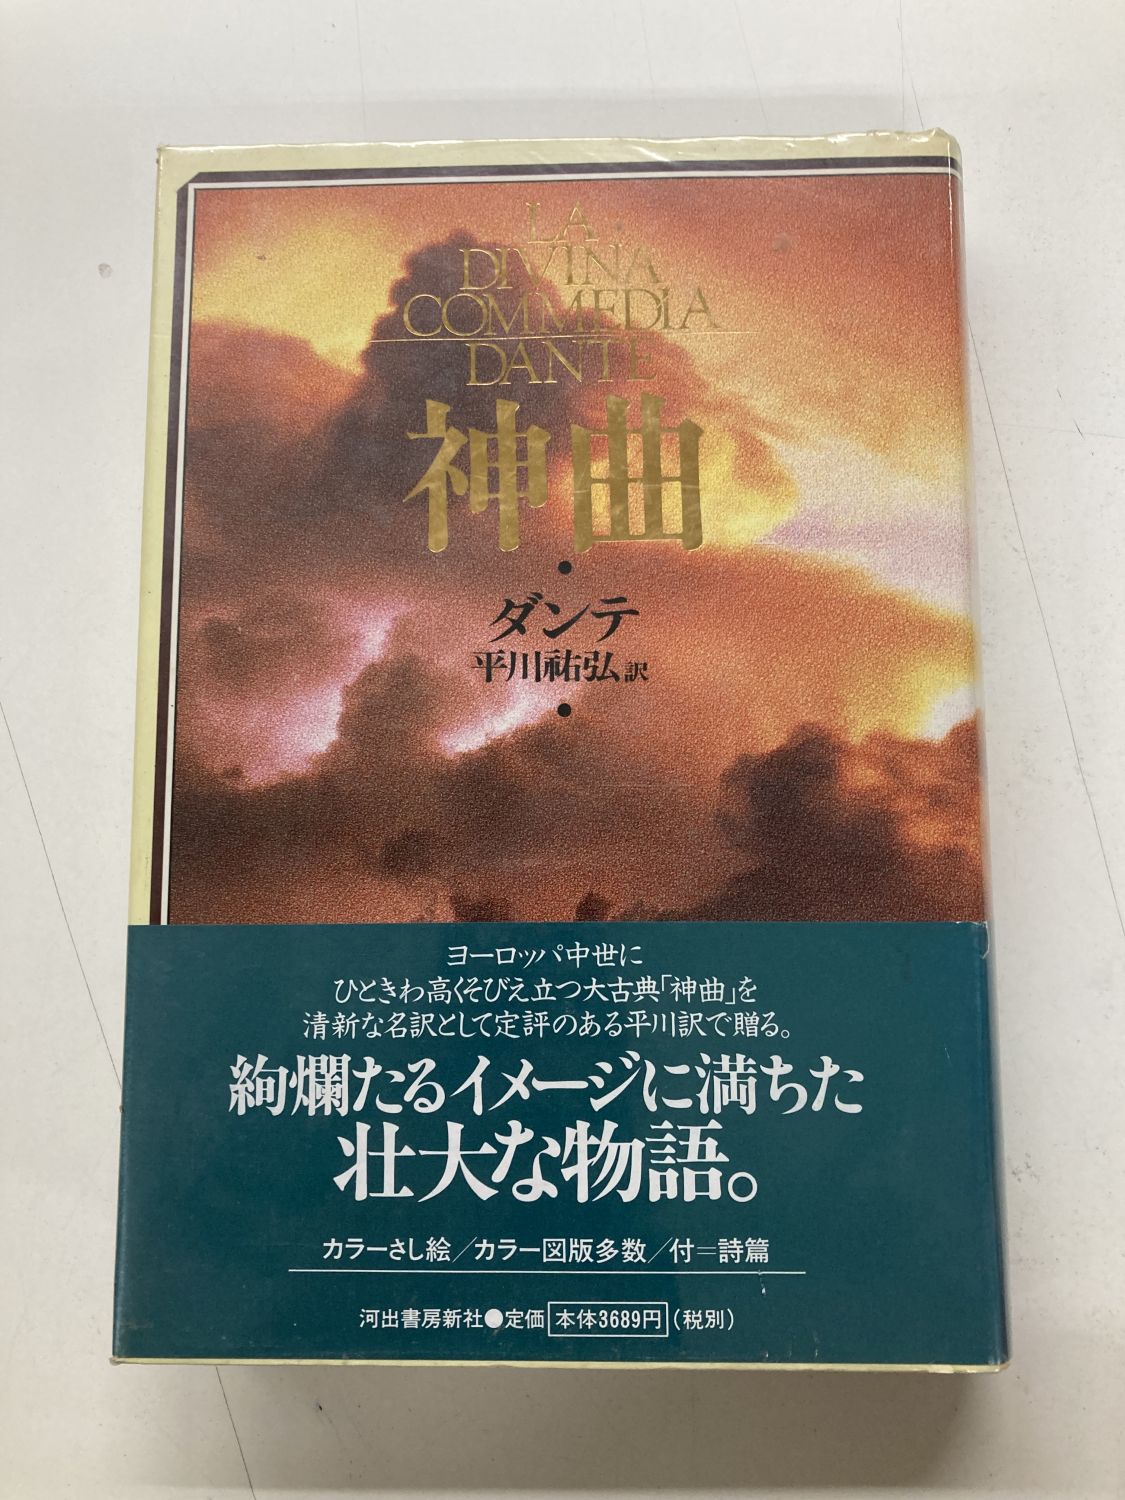 LA
DIVINA
COMMEDIA
DANTE
神曲
●
ダンテ
平川祐弘訳
●
ヨーロッパ中世に
ひときわ高くそびえ立つ大古典「神曲」を
清新な名訳として定評のある平川訳で贈る。
絢爛たるイメージに満ちた
壮大な物語。
カラーさし絵/カラー図版多数/付=詩篇
河出書房新社●定価 本体3689円(税別)